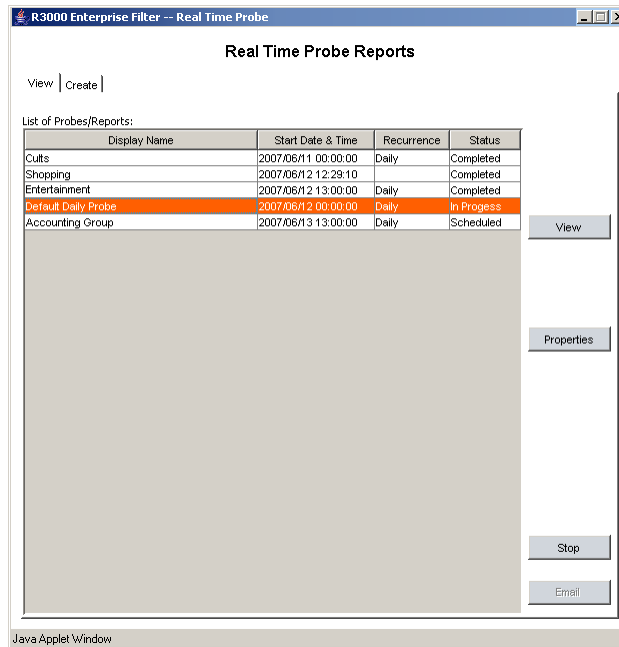 R3000 Enterprise Filter -- Real Time Probe
Real Time Probe Reports
View Create
List of Probes/Reports:
Display Name Start Date & Time Recurrence Status
Cults 2007/06/11 00:00:00 Daily Completed
Shopping 2007/06/12 12:29:10 Completed
Entertainment 2007/06/12 13:00:00 Daily Completed
Default Daily Probe 2007/06/12 00:00:00 Daily In Progess
Accounting Group 2007/06/13 13:00:00 Daily Scheduled
View
Properties
Stop
Email
Java Applet Window